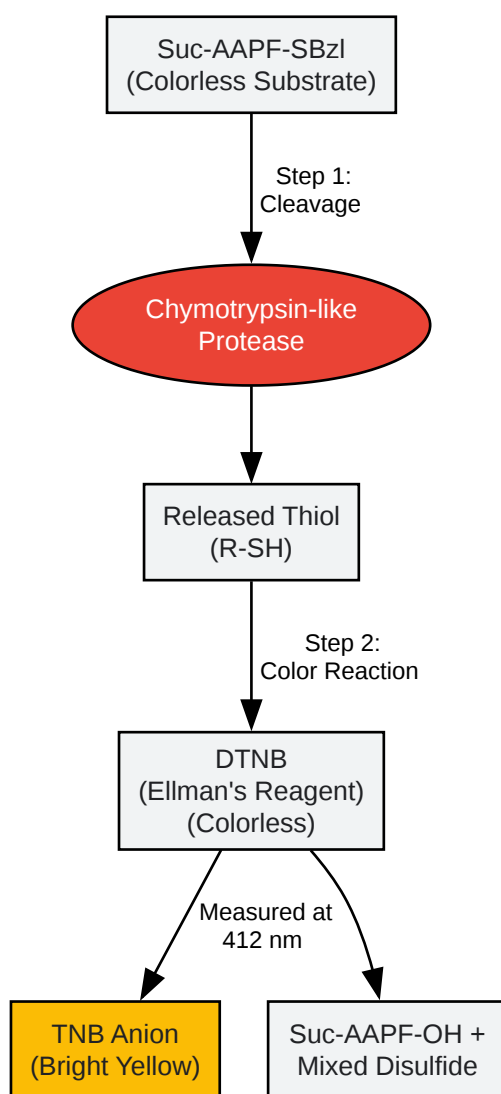 Suc-AAPF-SBzl
(Colorless Substrate)
Step 1:
Cleavage
Chymotrypsin-like
Protease
Released Thiol
(R-SH)
Step 2:
Color Reaction
DTNB
(Ellman's Reagent)
(Colorless)
Measured at
412 nm
TNB Anion
(Bright Yellow)
Suc-AAPF-OH +
Mixed Disulfide